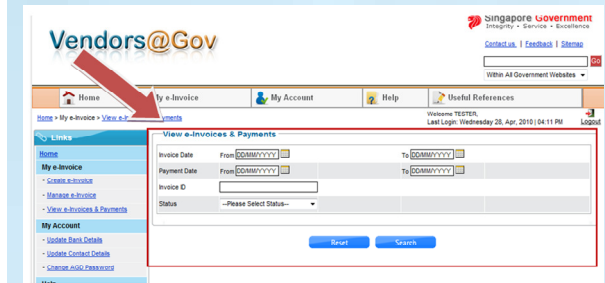 Singapore Government
Integrity • Service • Excellence
Vendors@Gov
Contact us | Feedback | Sitemap
Go
Within All Government Websites
Home
My e-Invoice
My Account
Help
Useful References
Home > My e-Invoice > View e-In yments
Welcome TESTER,
Last Login: Wednesday 28, Apr, 2010 | 04:11 PM
Logout
Links
Home
My e-Invoice
- Create e-Invoice
- Manage e-Invoice
- View e-Invoices & Payments
My Account
- Update Bank Details
- Update Contact Details
- Change AGD Password
Help
View e-Invoices & Payments
Invoice Date From DD/MM/YYYY To DD/MM/YYYY
Payment Date From DD/MM/YYYY To DD/MM/YYYY
Invoice ID
Status --Please Select Status--
Reset Search